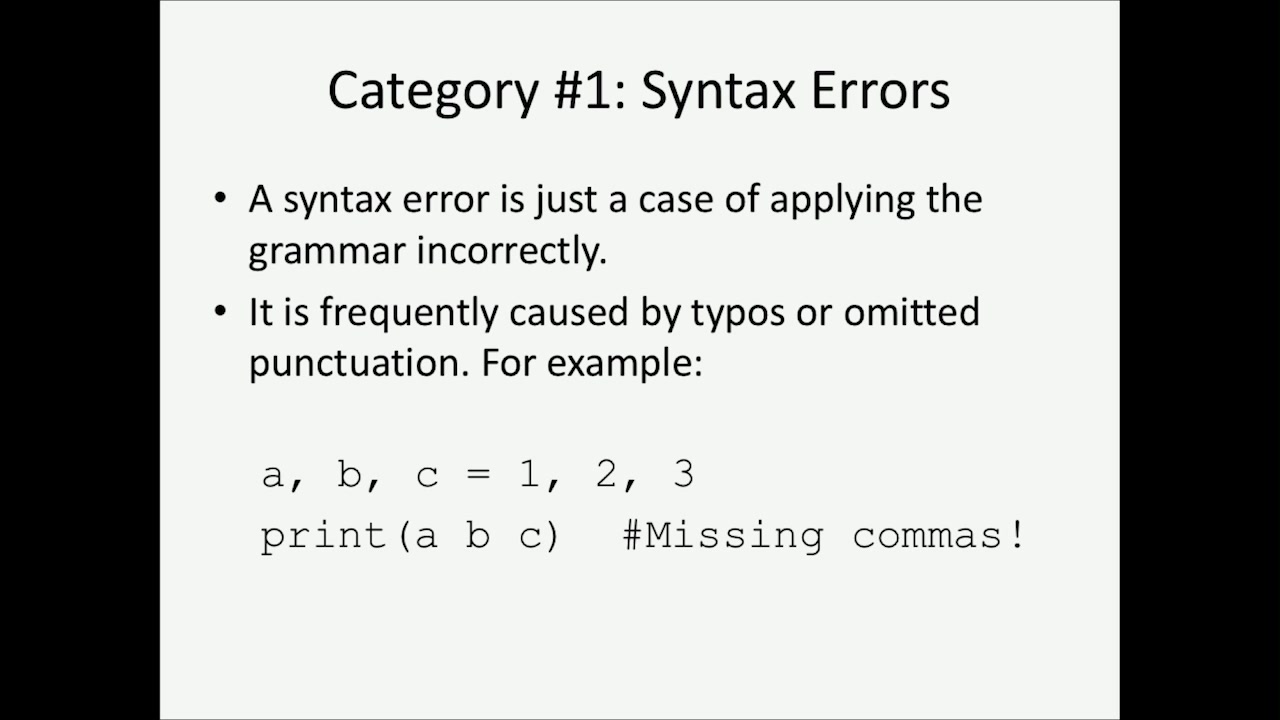 Category #1: Syntax Errors
• A syntax error is just a case of applying the
grammar incorrectly.
• It is frequently caused by typos or omitted
punctuation. For example:
a, b, c = 1, 2, 3
print(a b c)  #Missing commas!